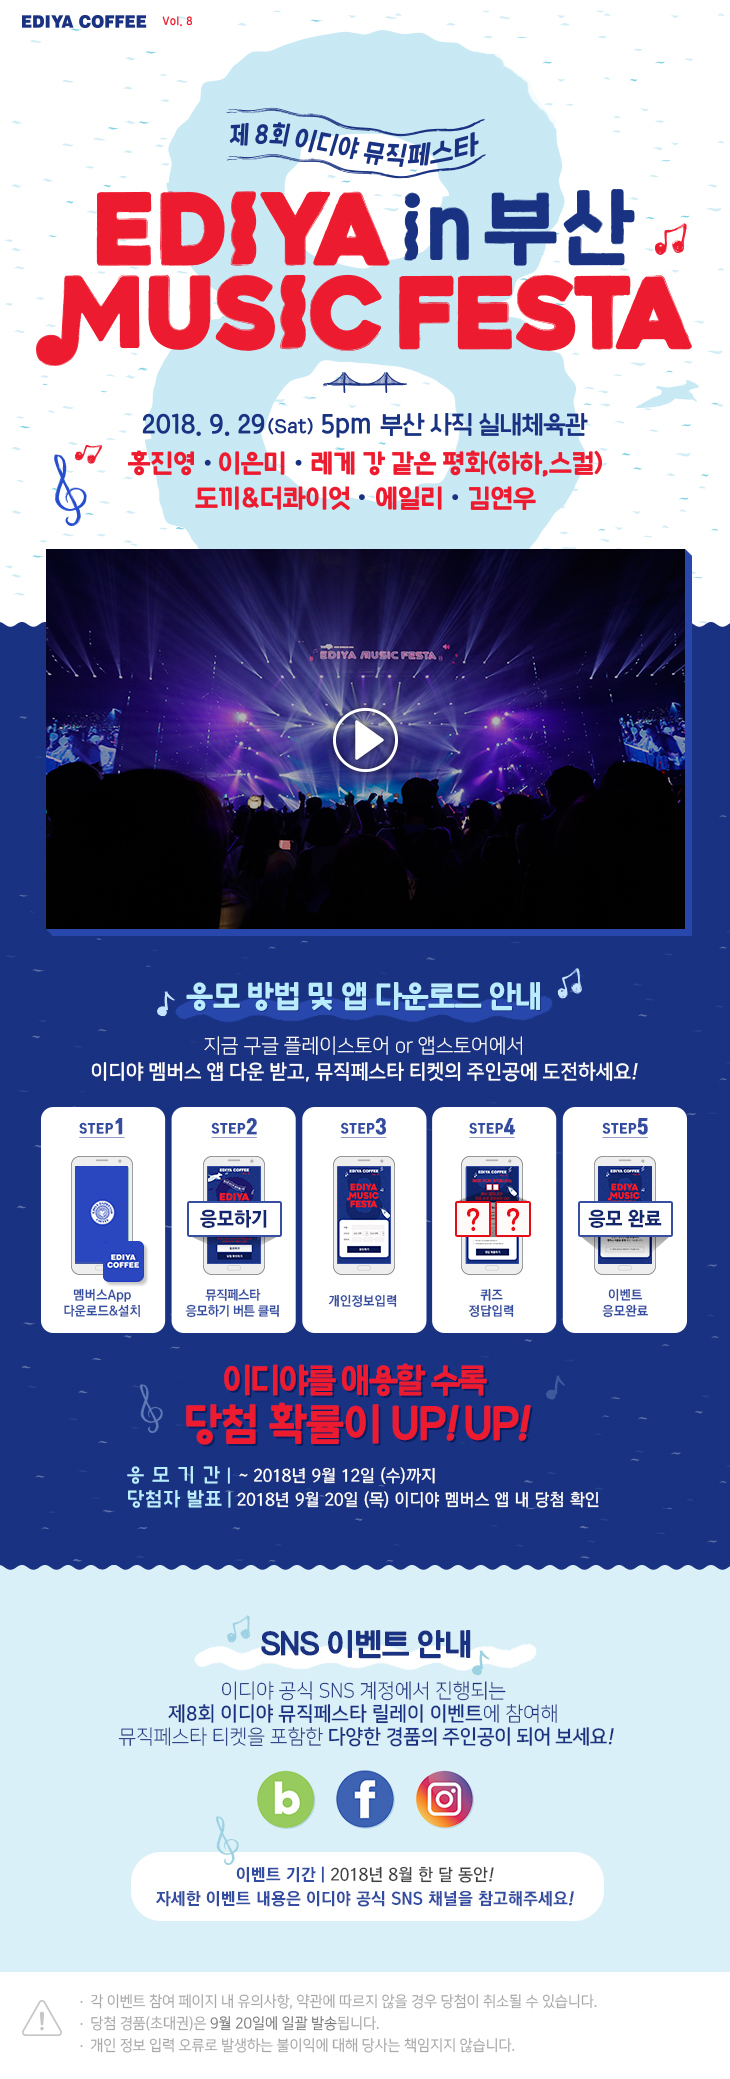 EDIYA COFFEE Vol. 8
제 8회 이디야 뮤직페스타
EDIYA in 부산
MUSIC FESTA
2018. 9. 29(Sat) 5pm 부산 사직 실내체육관
홍진영 · 이은미 · 레게 강 같은 평화(하하,스컬)
도끼&더콰이엇 · 에일리 · 김연우
EDIYA MUSIC FESTA
응모 방법 및 앱 다운로드 안내
지금 구글 플레이스토어 or 앱스토어에서
이디야 멤버스 앱 다운 받고, 뮤직페스타 티켓의 주인공에 도전하세요!
STEP1
EDIYA
COFFEE
멤버스App
다운로드&설치
STEP2
EDIYA COFFEE
EDIYA
응모하기
뮤직페스타
응모하기 버튼 클릭
STEP3
EDIYA COFFEE
EDIYA
MUSIC
FESTA
개인정보입력
STEP4
EDIYA COFFEE
? ?
퀴즈
정답입력
STEP5
EDIYA COFFEE
EDIYA
MUSIC
응모 완료
이벤트
응모완료
이디야를 애용할 수록
당첨 확률이 UP! UP!
응 모 기 간 | ~ 2018년 9월 12일 (수)까지
당첨자 발표 | 2018년 9월 20일 (목) 이디야 멤버스 앱 내 당첨 확인
SNS 이벤트 안내
이디야 공식 SNS 계정에서 진행되는
제8회 이디야 뮤직페스타 릴레이 이벤트에 참여해
뮤직페스타 티켓을 포함한 다양한 경품의 주인공이 되어 보세요!
b f
이벤트 기간 | 2018년 8월 한 달 동안!
자세한 이벤트 내용은 이디야 공식 SNS 채널을 참고해주세요!
· 각 이벤트 참여 페이지 내 유의사항, 약관에 따르지 않을 경우 당첨이 취소될 수 있습니다.
· 당첨 경품(초대권)은 9월 20일에 일괄 발송됩니다.
· 개인 정보 입력 오류로 발생하는 불이익에 대해 당사는 책임지지 않습니다.